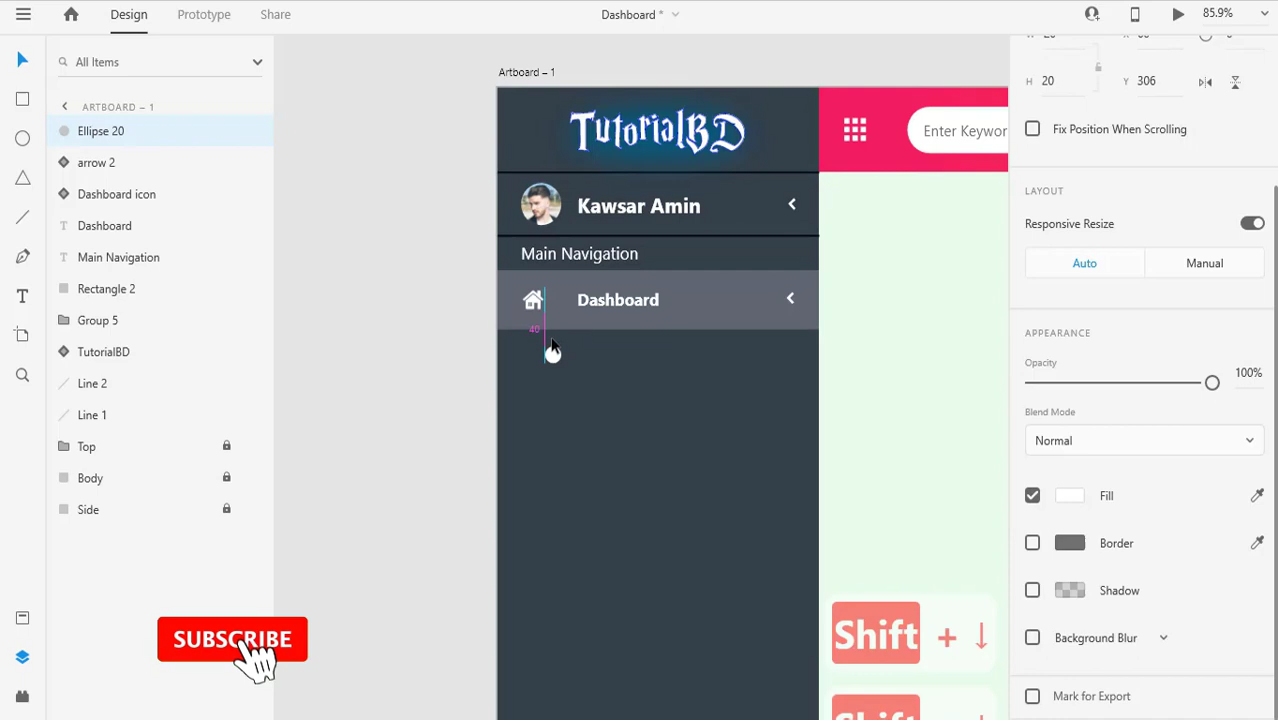 Design
Prototype
Share
Dashboard *
85.9%
All Items
ARTBOARD – 1
Ellipse 20
arrow 2
Dashboard icon
Dashboard
Main Navigation
Rectangle 2
Group 5
TutorialBD
Line 2
Line 1
Top
Body
Side
SUBSCRIBE
Artboard – 1
TutorialBD
Enter Keywor
Kawsar Amin
Main Navigation
Dashboard
40
Shift + ↓
H 20
Y 306
Fix Position When Scrolling
LAYOUT
Responsive Resize
Auto
Manual
APPEARANCE
Opacity
100%
Blend Mode
Normal
Fill
Border
Shadow
Background Blur
Mark for Export